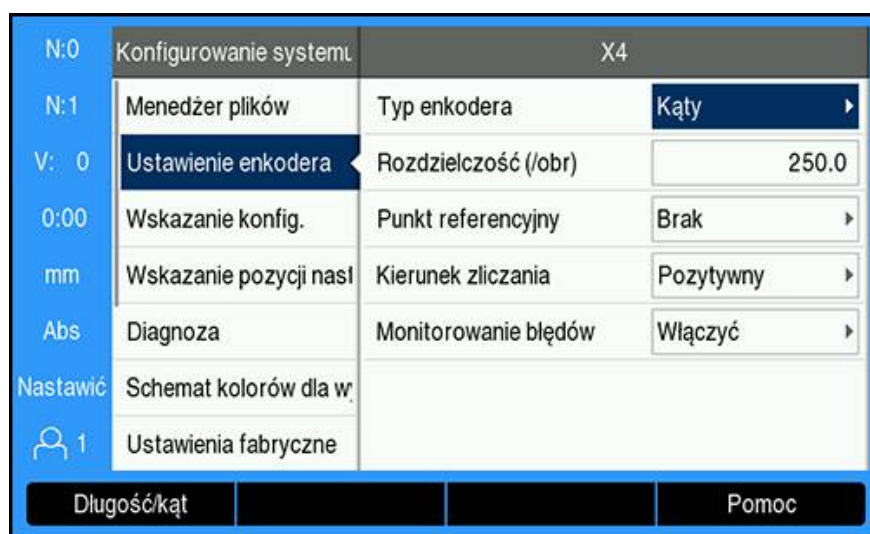 N:0 Konfigurowanie systemu X4
N:1 Menedżer plików Typ enkodera Kąty
V: 0 Ustawienie enkodera Rozdzielczość (/obr) 250.0
0:00 Wskazanie konfig. Punkt referencyjny Brak
mm Wskazanie pozycji nast Kierunek zliczania Pozytywny
Abs Diagnoza Monitorowanie błędów Włączyć
Nastawić Schemat kolorów dla wy
1 Ustawienia fabryczne
Długość/kąt Pomoc